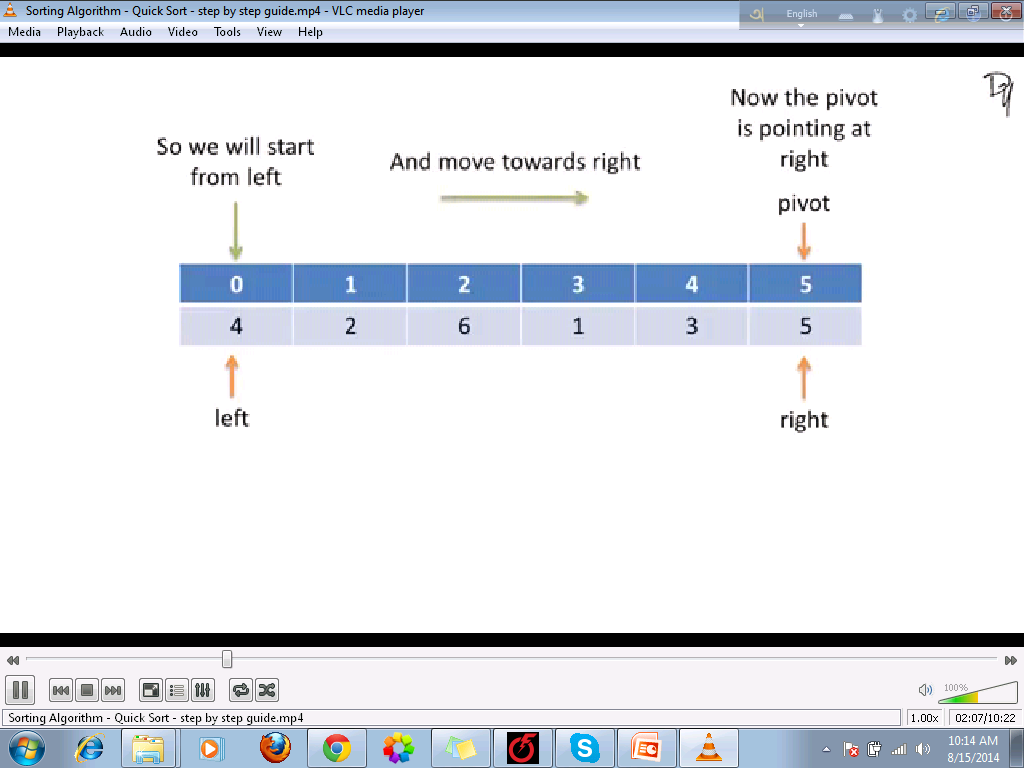 Sorting Algorithm - Quick Sort - step by step guide.mp4 - VLC media player
English
Media Playback Audio Video Tools View Help
So we will start
from left
And move towards right
Now the pivot
is pointing at
right
pivot
0 1 2 3 4 5
4 2 6 1 3 5
left
right
100%
Sorting Algorithm - Quick Sort - step by step guide.mp4
1.00x
02:07/10:22
10:14 AM
8/15/2014